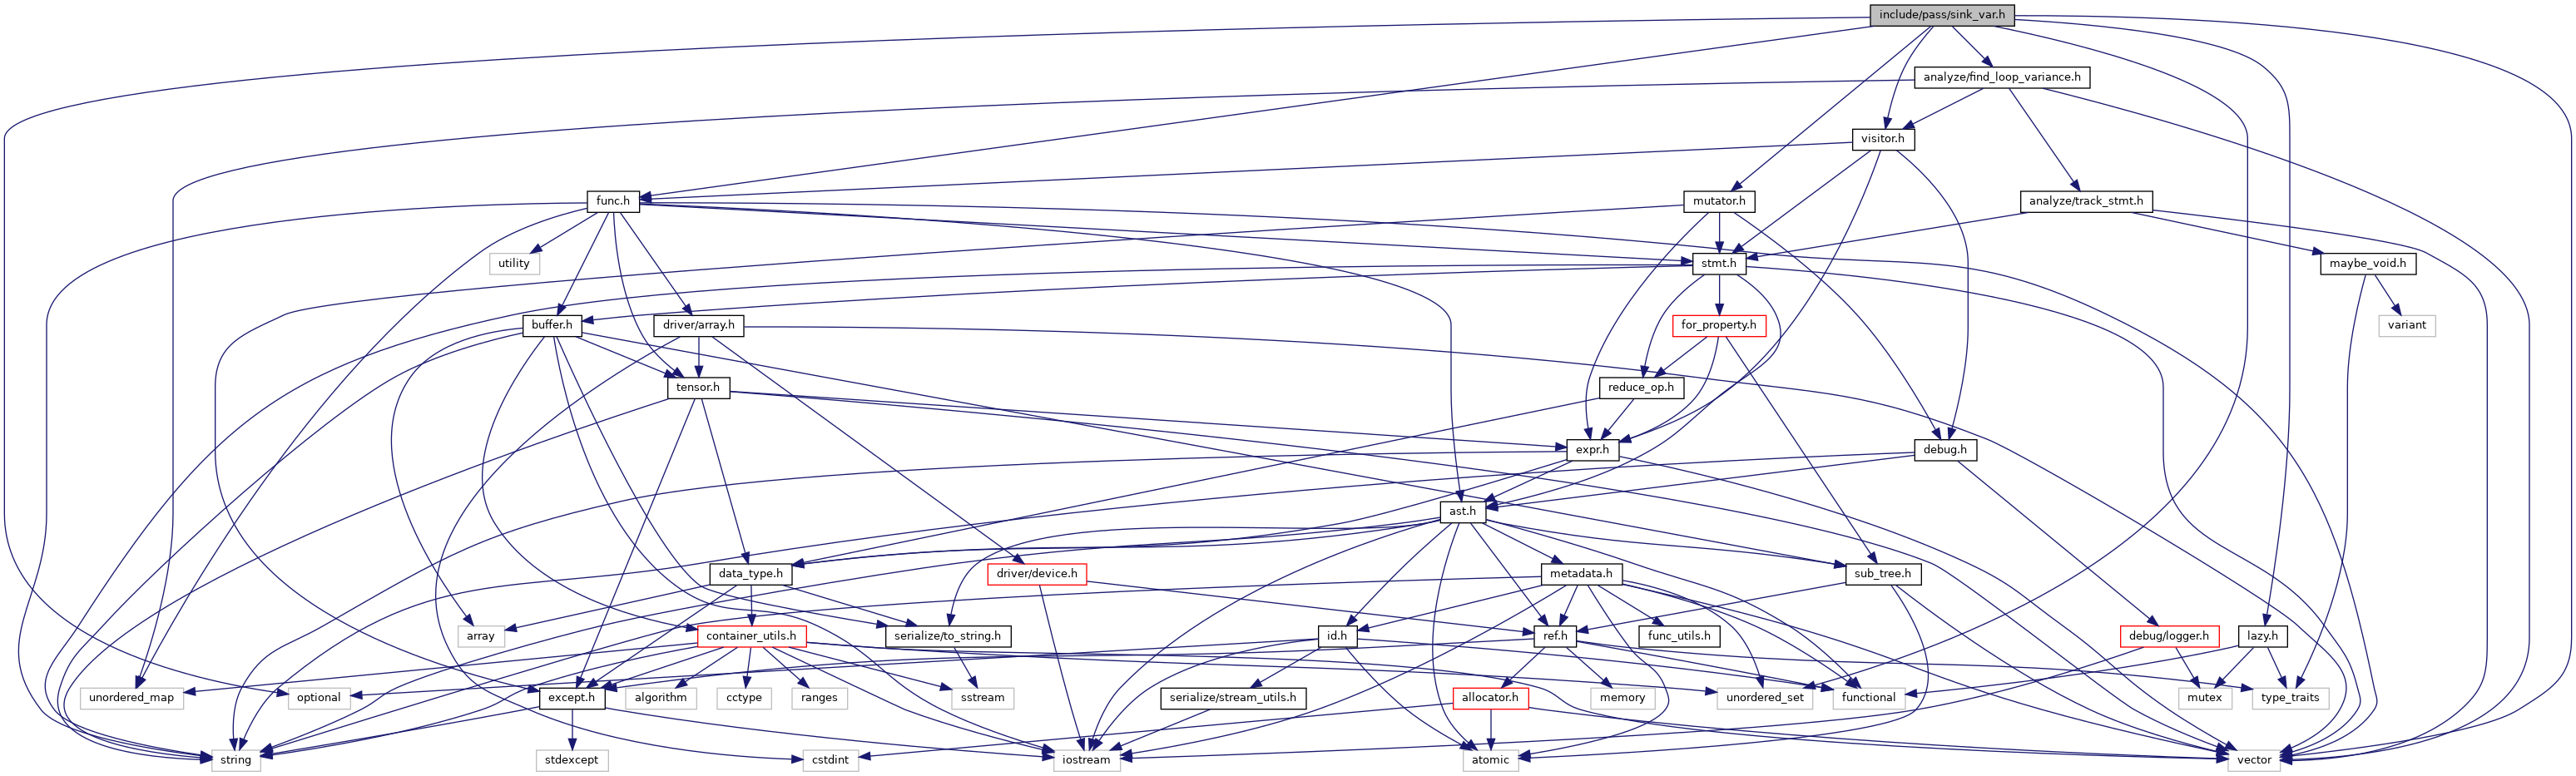 include/pass/sink_var.h
analyze/find_loop_variance.h
visitor.h
func.h
mutator.h
analyze/track_stmt.h
utility
stmt.h
maybe_void.h
buffer.h
driver/array.h
for_property.h
variant
tensor.h
reduce_op.h
expr.h
debug.h
ast.h
data_type.h
driver/device.h
metadata.h
sub_tree.h
array
container_utils.h
serialize/to_string.h
id.h
ref.h
func_utils.h
debug/logger.h
lazy.h
unordered_map
optional
except.h
algorithm
cctype
ranges
sstream
serialize/stream_utils.h
allocator.h
memory
unordered_set
functional
mutex
type_traits
string
stdexcept
cstdint
iostream
atomic
vector